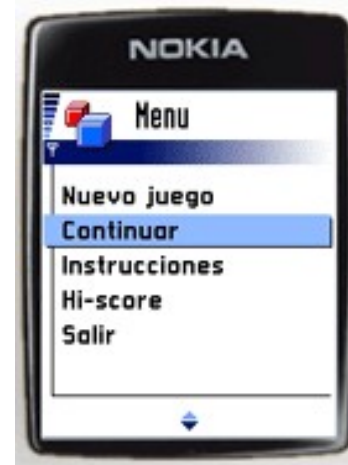 NOKIA
Menu
Nuevo juego
Continuar
Instrucciones
Hi-score
Salir